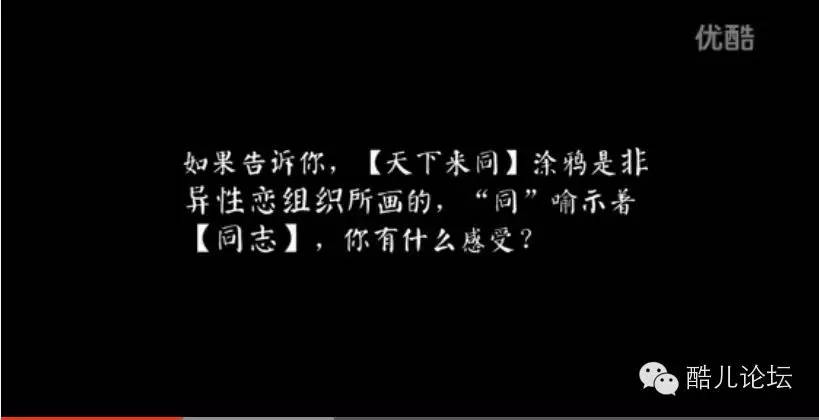 优酷
如果告诉你，【天下来同】涂鸦是非
异性恋组织所画的，“同”喻示着
【同志】，你有什么感受？
酷儿论坛